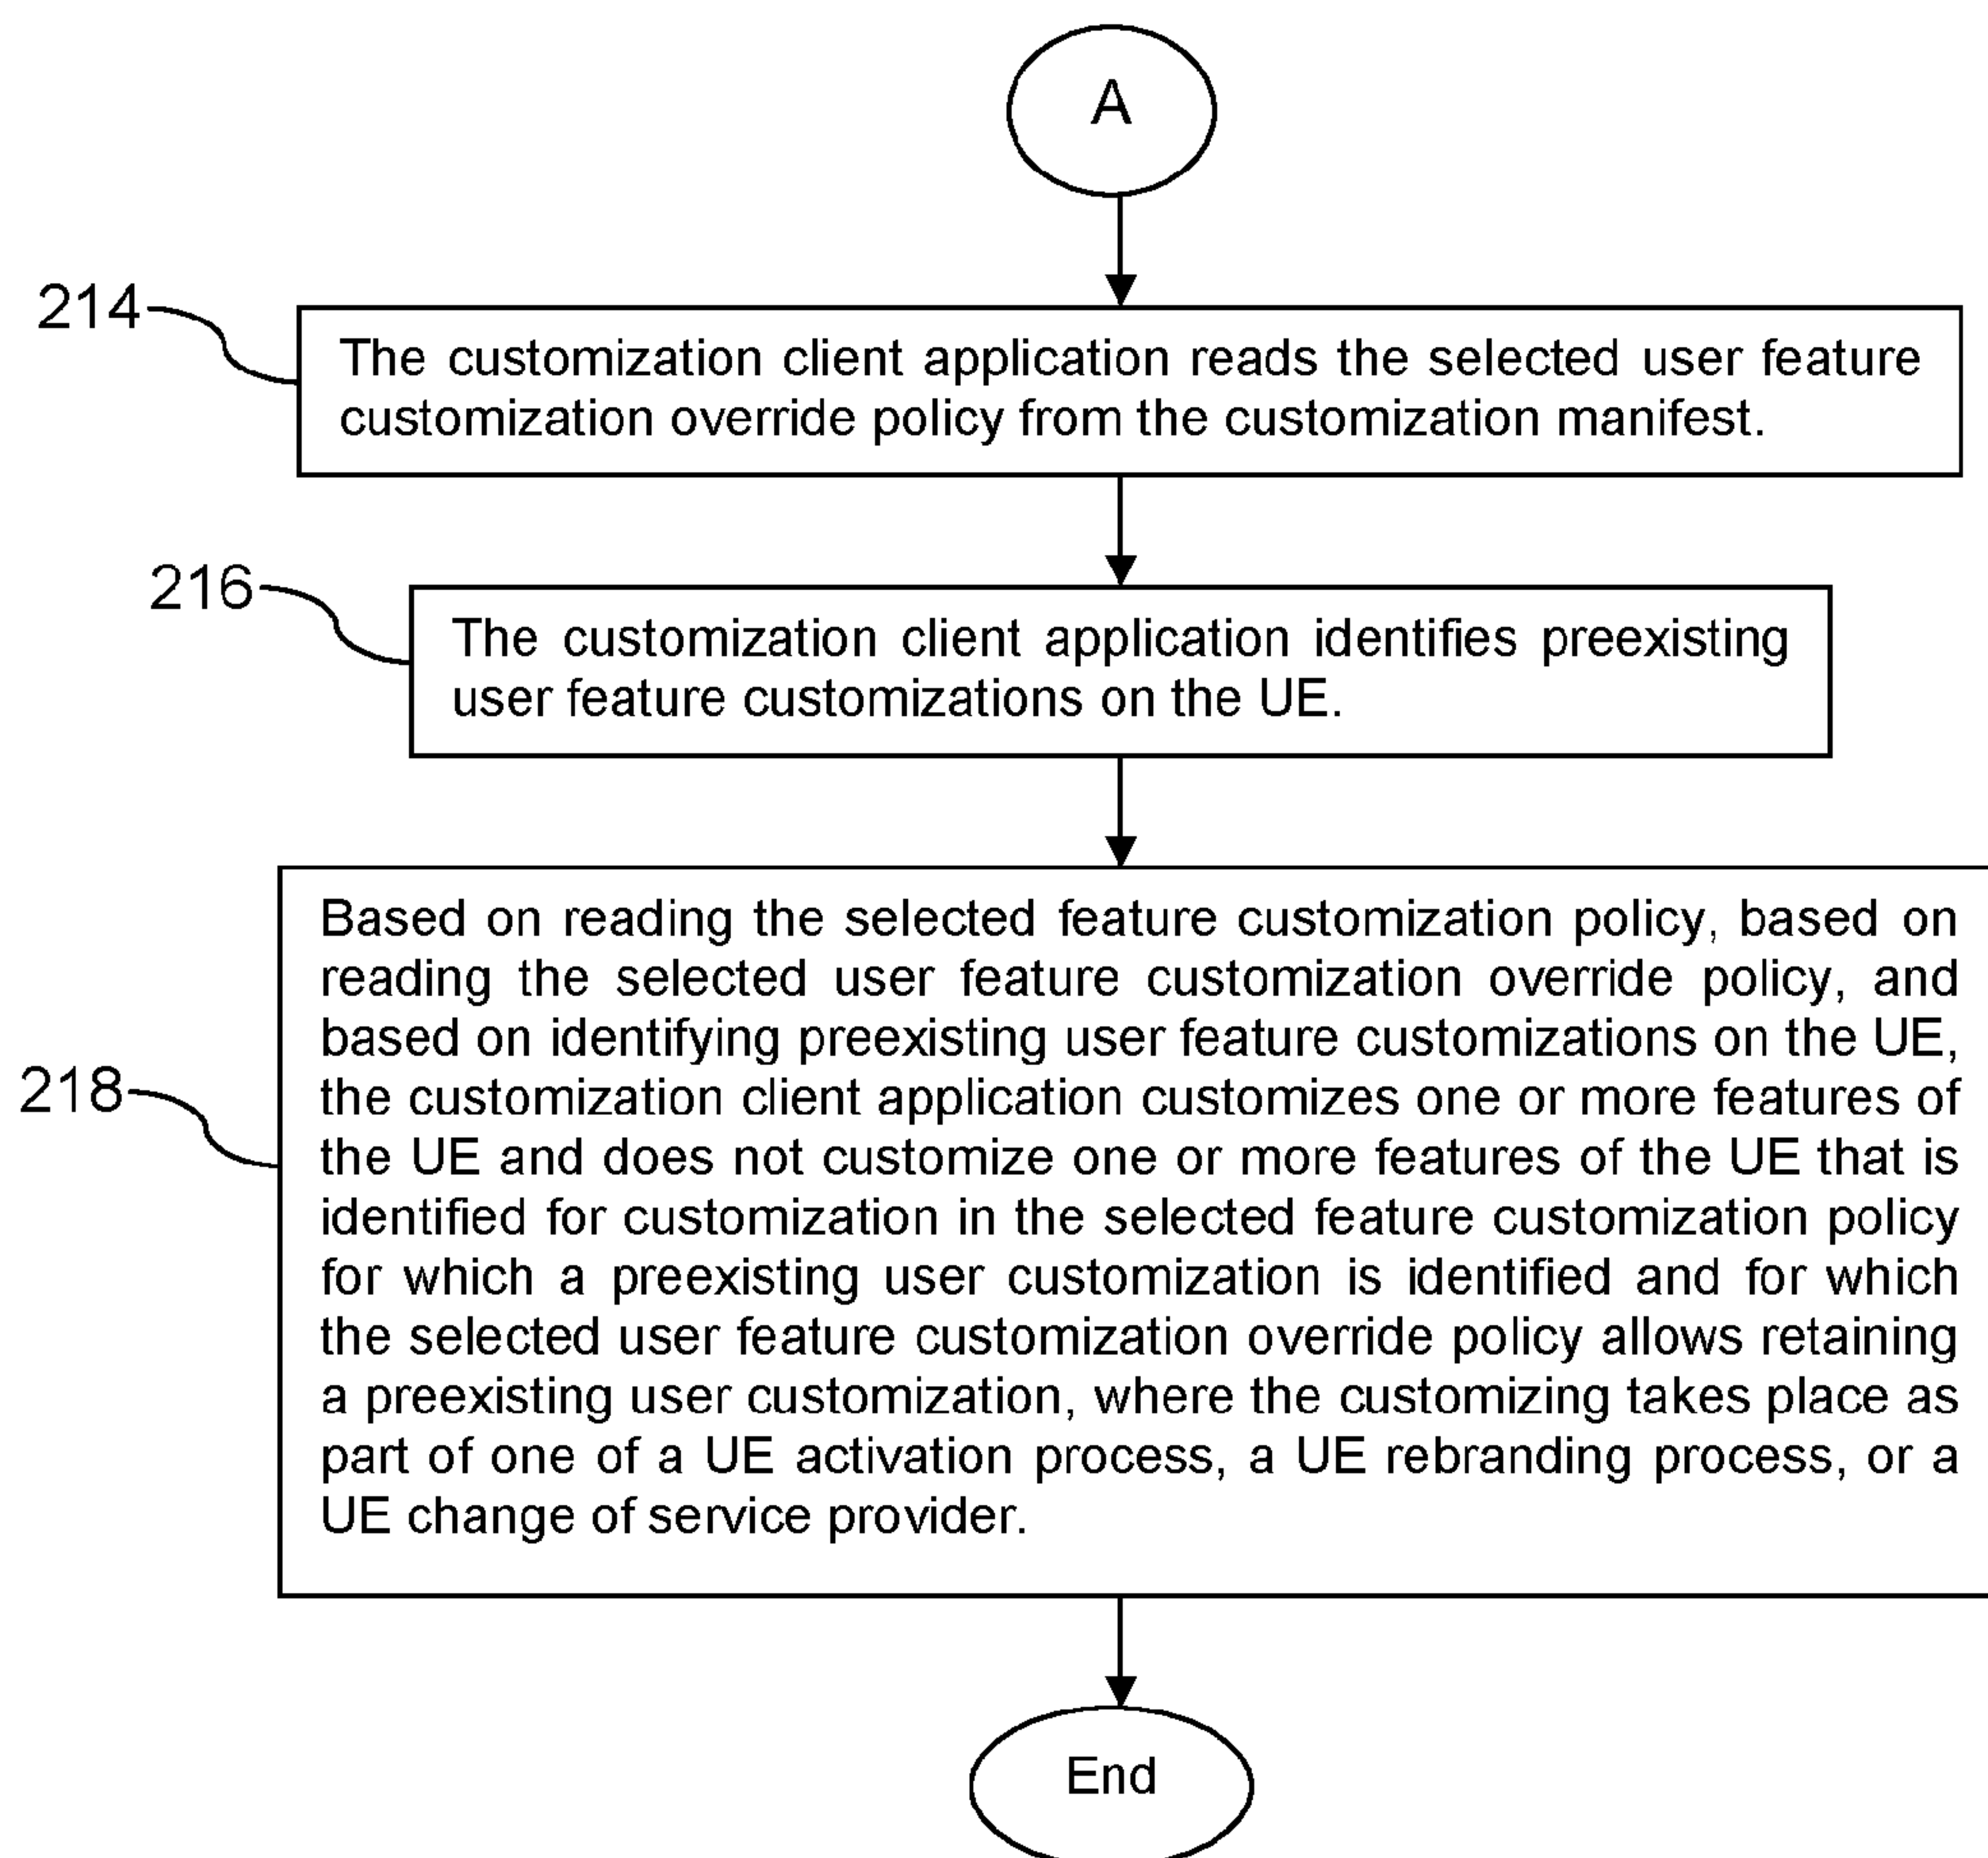 A
214
The customization client application reads the selected user feature
customization override policy from the customization manifest.
216
The customization client application identifies preexisting
user feature customizations on the UE.
218
Based on reading the selected feature customization policy, based on
reading the selected user feature customization override policy, and
based on identifying preexisting user feature customizations on the UE,
the customization client application customizes one or more features of
the UE and does not customize one or more features of the UE that is
identified for customization in the selected feature customization policy
for which a preexisting user customization is identified and for which
the selected user feature customization override policy allows retaining
a preexisting user customization, where the customizing takes place as
part of one of a UE activation process, a UE rebranding process, or a
UE change of service provider.
End